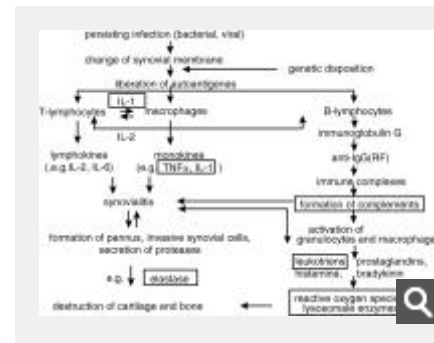 persisting infection (bacterial, viral)
change of synovial membrane
genetic disposition
liberation of autoantigenes
IL-1
T-lymphocytes macrophages B-lymphocytes
IL-2
immunoglobulin G
lymphokines monokines anti-IgG(RF)
(.e.g.IL-2, IL-6) (e.g. TNFα, IL-1 )
immune complexes
synovialitis formation of complements
activation of
formation of pannus, invasive synovial cells, granulocytes and macrophage
secretion of proteases
leukotriens prostaglandins,
histamine, bradykinin
e.g. elastase
reactive oxygen specie
destruction of cartilage and bone lysosomale enzyme